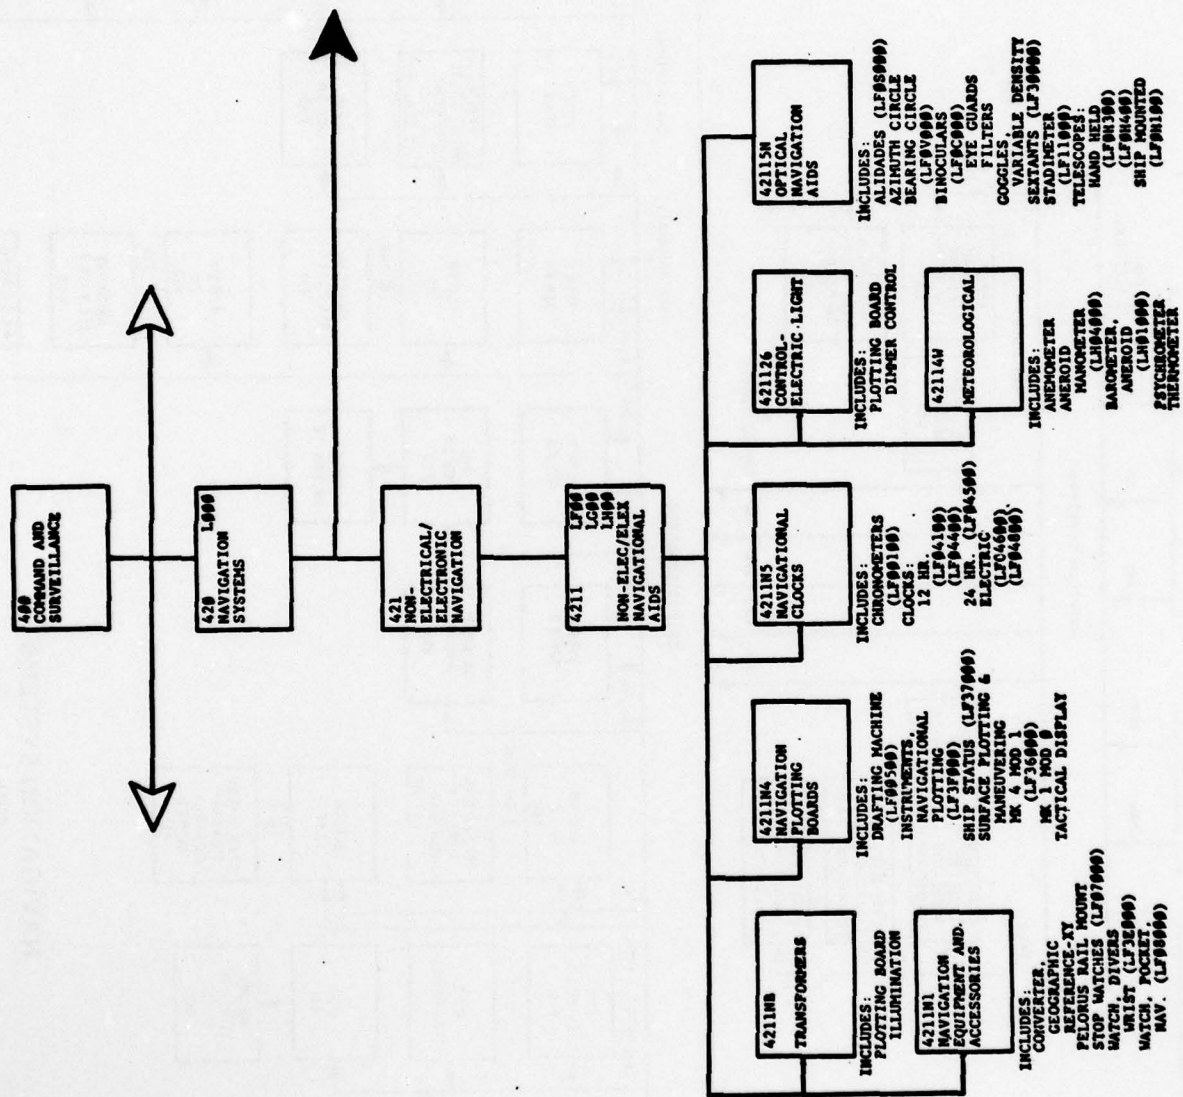 400
COMMAND AND
SURVEILLANCE
420 L000
NAVIGATION
SYSTEMS
421
NON-
ELECTRICAL/
ELECTRONIC
NAVIGATION
4211 LF00
LG00
LH00
NON-ELEC/ELEX
NAVIGATIONAL
AIDS
4211NB
TRANSFORMERS
INCLUDES:
PLOTTING BOARD
ILLUMINATION
4211N1
NAVIGATION
EQUIPMENT AND
ACCESSORIES
INCLUDES:
CONVERTER,
GEOGRAPHIC
REFERENCE-XY
PELORUS RAIL MOUNT
STOP WATCHES (LF07000)
WATCH, DIVERS
WRIST (LF3E000)
WATCH, POCKET,
NAV. (LF08000)
4211N4
NAVIGATION
PLOTTING
BOARDS
INCLUDES:
DRAFTING MACHINE
(LF00500)
INSTRUMENTS,
NAVIGATIONAL
PLOTTING
(LF3F000)
SHIP STATUS (LF37000)
SURFACE PLOTTING &
MANEUVERING
MK 4 MOD 1
(LF36000)
MK 1 MOD 0
TACTICAL DISPLAY
4211N5
NAVIGATIONAL
CLOCKS
INCLUDES:
CHRONOMETERS
(LF00100)
CLOCKS:
12 HR.
(LF04100)
(LF04400)
24 HR. (LF04500)
ELECTRIC
(LF04600)
(LF04800)
421126
CONTROL-
ELECTRIC LIGHT
INCLUDES:
PLOTTING BOARD
DIMMER CONTROL
42114W
METEOROLOGICAL
INCLUDES:
ANEMOMETER
ANEROID
MANOMETER
(LH04000)
BAROMETER,
ANEROID
(LH01000)
PSYCHROMETER
THERMOMETER
42115N
OPTICAL
NAVIGATION
AIDS
INCLUDES:
ALIDADES (LF0S000)
AZIMUTH CIRCLE
BEARING CIRCLE
(LF0V000)
BINOCULARS
(LF0C000)
EYE GUARDS
FILTERS
GOGGLES,
VARIABLE DENSITY
SEXTANTS (LF30000)
STADIMETER
(LF11000)
TELESCOPES:
HAND HELD
(LF0N300)
(LF0N400)
SHIP MOUNTED
(LF0N100)